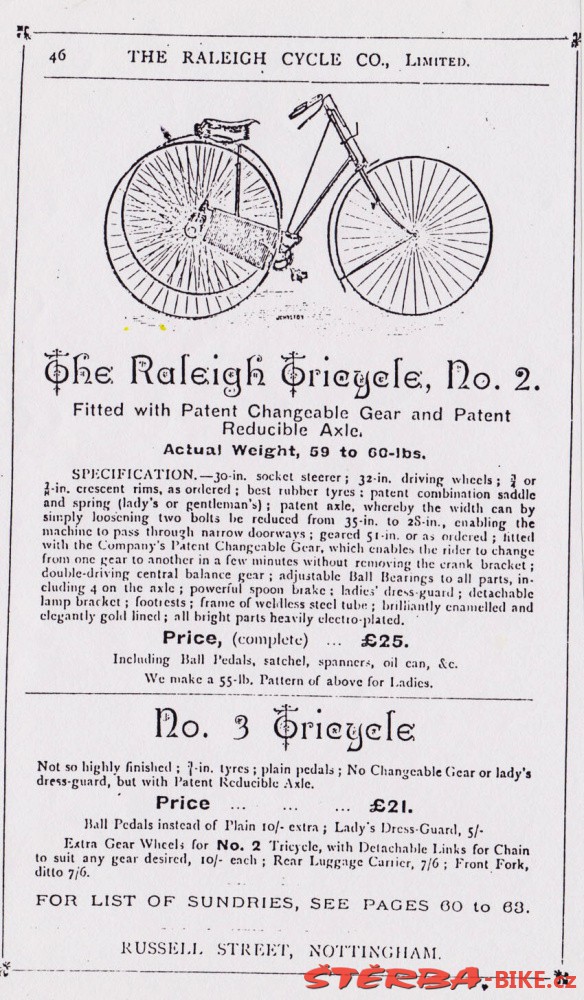 46 THE RALEIGH CYCLE CO., LIMITED.
The Raleigh Tricycle, No. 2.
Fitted with Patent Changeable Gear and Patent
Reducible Axle.
Actual Weight, 59 to 60-lbs.
SPECIFICATION.—30-in. socket steerer; 32-in. driving wheels; ¾ or
-in. crescent rims, as ordered; best rubber tyres; patent combination saddle
and spring (lady's or gentleman's); patent axle, whereby the width can by
simply loosening two bolts be reduced from 35-in. to 28-in., enabling the
machine to pass through narrow doorways; geared 51-in. or as ordered; fitted
with the Company's Patent Changeable Gear, which enables the rider to change
from one gear to another in a few minutes without removing the crank bracket;
double-driving central balance gear; adjustable Ball Bearings to all parts, in-
cluding 4 on the axle; powerful spoon brake; ladies' dress-guard; detachable
lamp bracket; footrests; frame of weldless steel tube; brilliantly enamelled and
elegantly gold lined; all bright parts heavily electro-plated.
Price, (complete) ... £25.
Including Ball Pedals, satchel, spanners, oil can, &c.
We make a 55-lb. Pattern of above for Ladies.
No. 3 Tricycle
Not so highly finished; -in. tyres; plain pedals; No Changeable Gear or lady's
dress-guard, but with Patent Reducible Axle.
Price ... ... ... £21.
Ball Pedals instead of Plain 10/- extra; Lady's Dress-Guard, 5/-
Extra Gear Wheels for No. 2 Tricycle, with Detachable Links for Chain
to suit any gear desired, 10/- each; Rear Luggage Carrier, 7/6; Front Fork,
ditto 7/6.
FOR LIST OF SUNDRIES, SEE PAGES 60 to 63.
RUSSELL STREET, NOTTINGHAM.
ŠTĚRBA-BIKE.cz